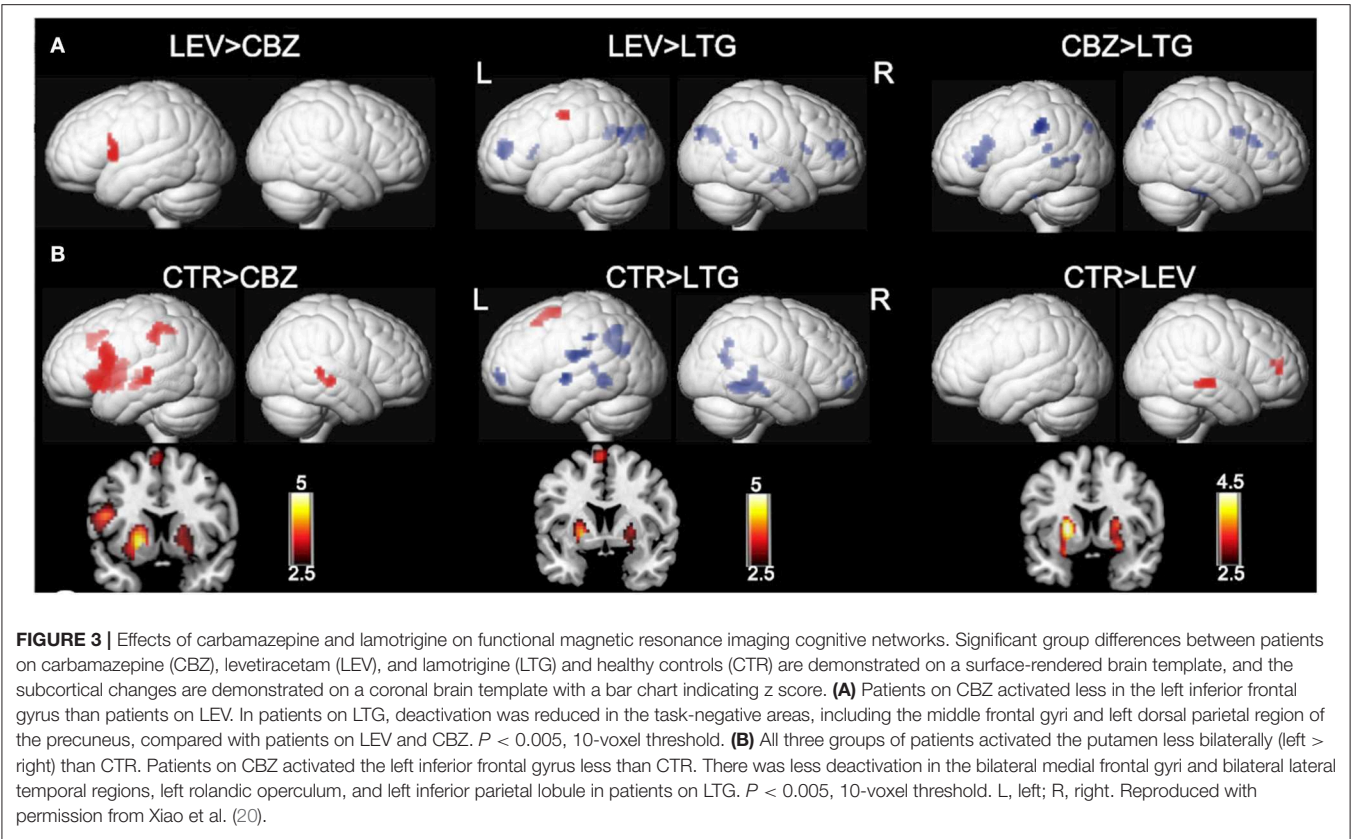 A
LEV>CBZ
LEV>LTG
CBZ>LTG
L
R
B
CTR>CBZ
CTR>LTG
CTR>LEV
L
R
5
2.5
5
2.5
4.5
2.5
FIGURE 3 | Effects of carbamazepine and lamotrigine on functional magnetic resonance imaging cognitive networks. Significant group differences between patients
on carbamazepine (CBZ), levetiracetam (LEV), and lamotrigine (LTG) and healthy controls (CTR) are demonstrated on a surface-rendered brain template, and the
subcortical changes are demonstrated on a coronal brain template with a bar chart indicating z score. (A) Patients on CBZ activated less in the left inferior frontal
gyrus than patients on LEV. In patients on LTG, deactivation was reduced in the task-negative areas, including the middle frontal gyri and left dorsal parietal region of
the precuneus, compared with patients on LEV and CBZ. P < 0.005, 10-voxel threshold. (B) All three groups of patients activated the putamen less bilaterally (left >
right) than CTR. Patients on CBZ activated the left inferior frontal gyrus less than CTR. There was less deactivation in the bilateral medial frontal gyri and bilateral lateral
temporal regions, left rolandic operculum, and left inferior parietal lobule in patients on LTG. P < 0.005, 10-voxel threshold. L, left; R, right. Reproduced with
permission from Xiao et al. (20).